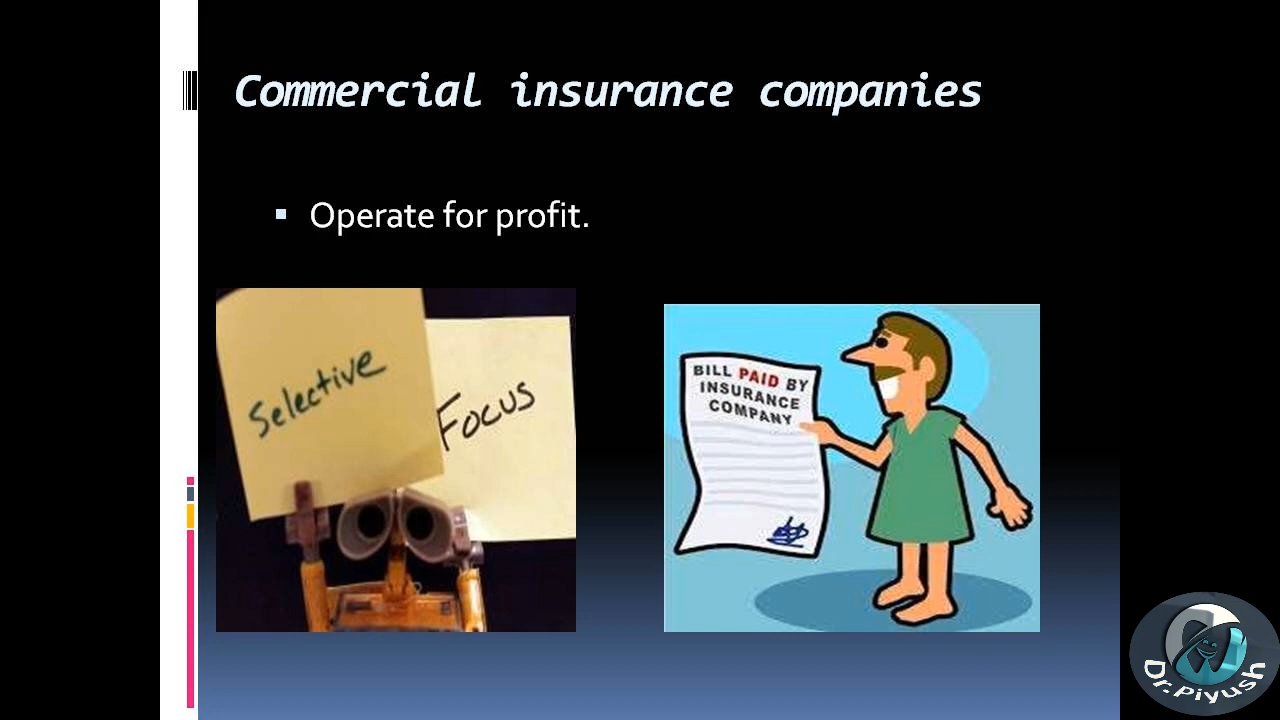 Commercial insurance companies
Operate for profit.
Selective
Focus
BILL PAID BY
INSURANCE
COMPANY
Dr.Piyush